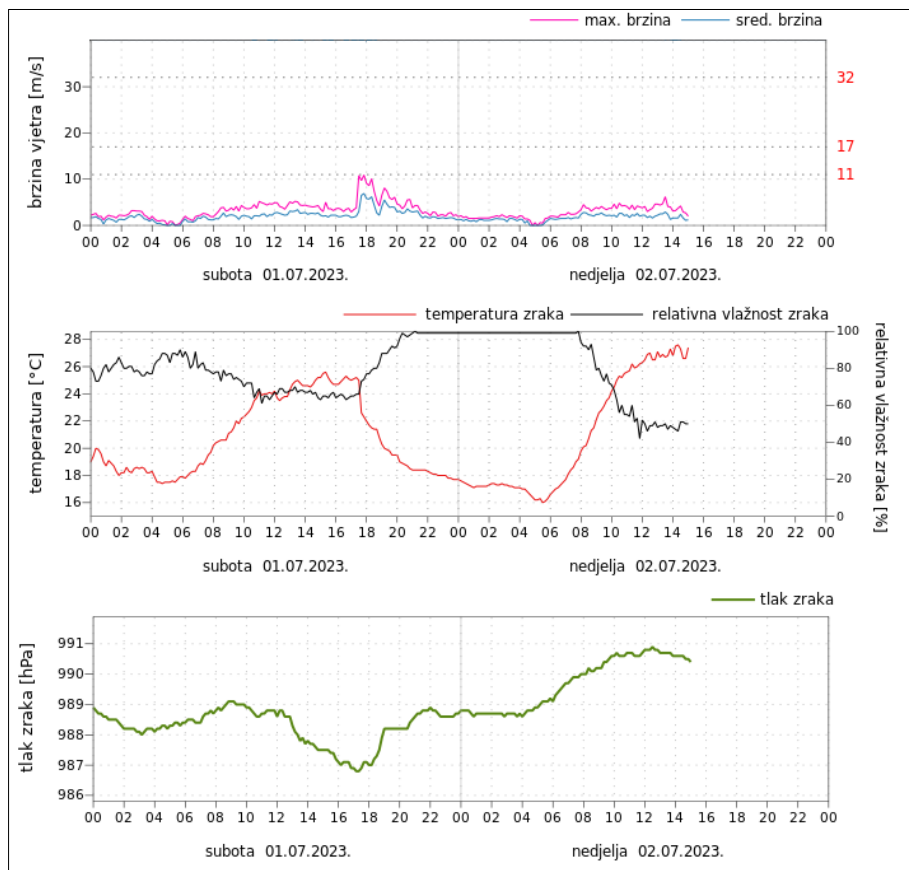 max. brzina sred. brzina
brzina vjetra [m/s]
30
20
10
0
32
17
11
00 02 04 06 08 10 12 14 16 18 20 22 00 02 04 06 08 10 12 14 16 18 20 22 00
subota 01.07.2023. nedjelja 02.07.2023.
temperatura zraka relativna vlažnost zraka
temperatura [°C]
28
26
24
22
20
18
16
100
80
60
40
20
0
relativna
vlažnost zraka [%]
00 02 04 06 08 10 12 14 16 18 20 22 00 02 04 06 08 10 12 14 16 18 20 22 00
subota 01.07.2023. nedjelja 02.07.2023.
tlak zraka
tlak zraka [hPa]
991
990
989
988
987
986
00 02 04 06 08 10 12 14 16 18 20 22 00 02 04 06 08 10 12 14 16 18 20 22 00
subota 01.07.2023. nedjelja 02.07.2023.